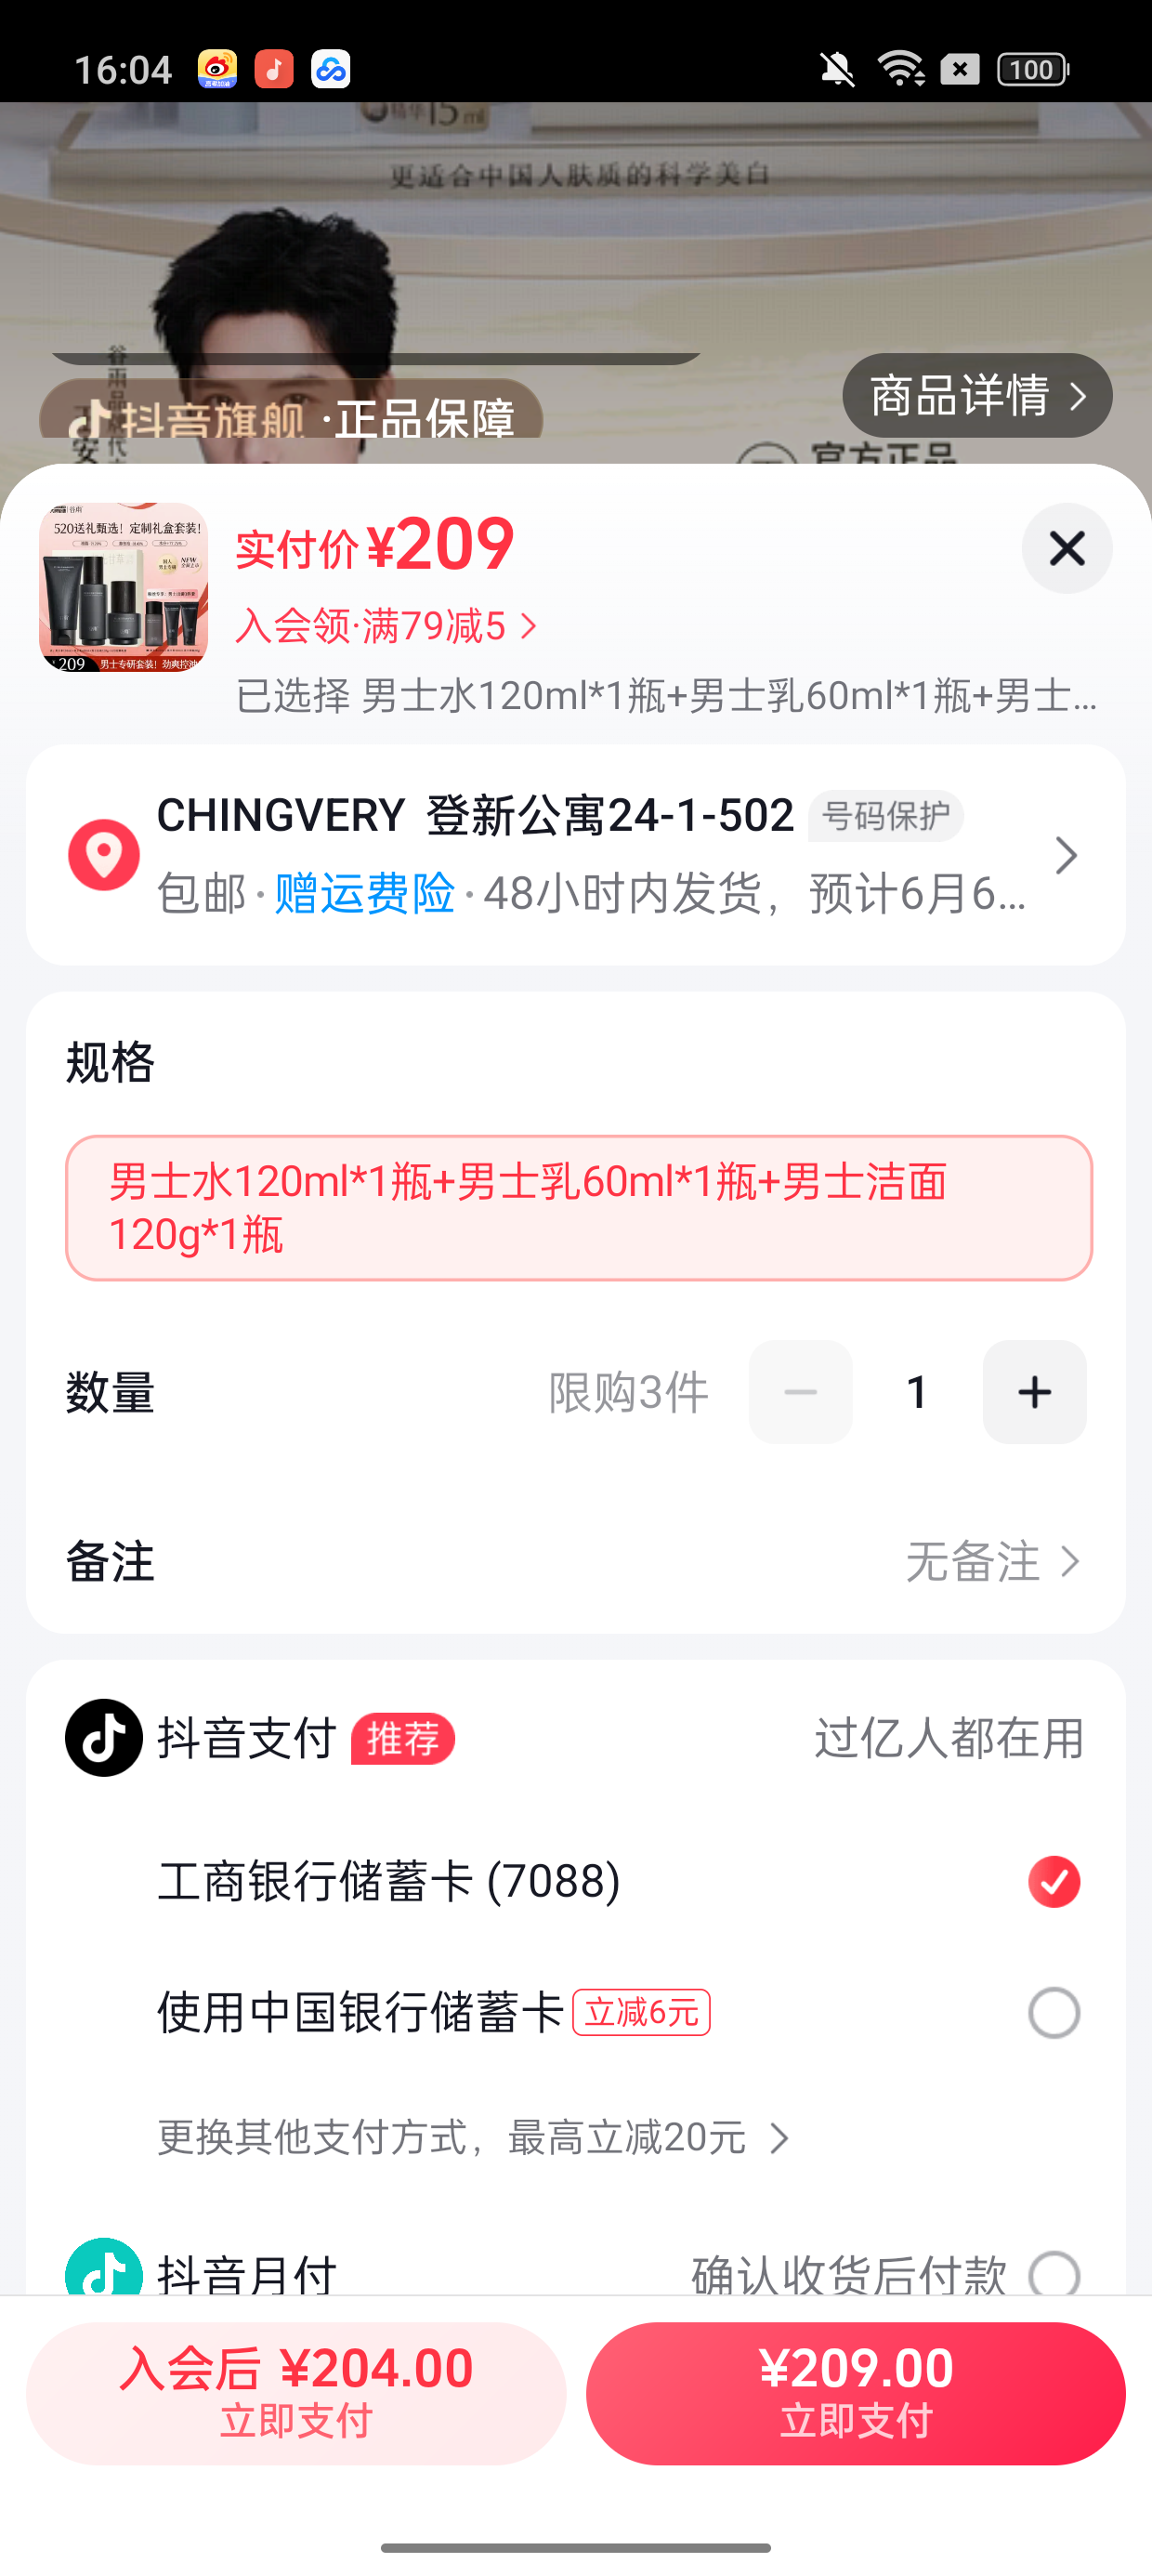 16:04
100
精华15ml
更适合中国人肤质的科学美白
商品详情
抖音旗舰·正品保障
官方正品
520送礼甄选！定制礼盒套装！
209 男士专研套装！劲爽控油
实付价¥209
入会领·满79减5
已选择 男士水120ml*1瓶+男士乳60ml*1瓶+男士...
CHINGVERY 登新公寓24-1-502 号码保护
包邮·赠运费险·48小时内发货，预计6月6...
规格
男士水120ml*1瓶+男士乳60ml*1瓶+男士洁面
120g*1瓶
数量 限购3件 1
备注 无备注
抖音支付 推荐 过亿人都在用
工商银行储蓄卡 (7088)
使用中国银行储蓄卡 立减6元
更换其他支付方式，最高立减20元
抖音月付 确认收货后付款
入会后 ¥204.00
立即支付
¥209.00
立即支付